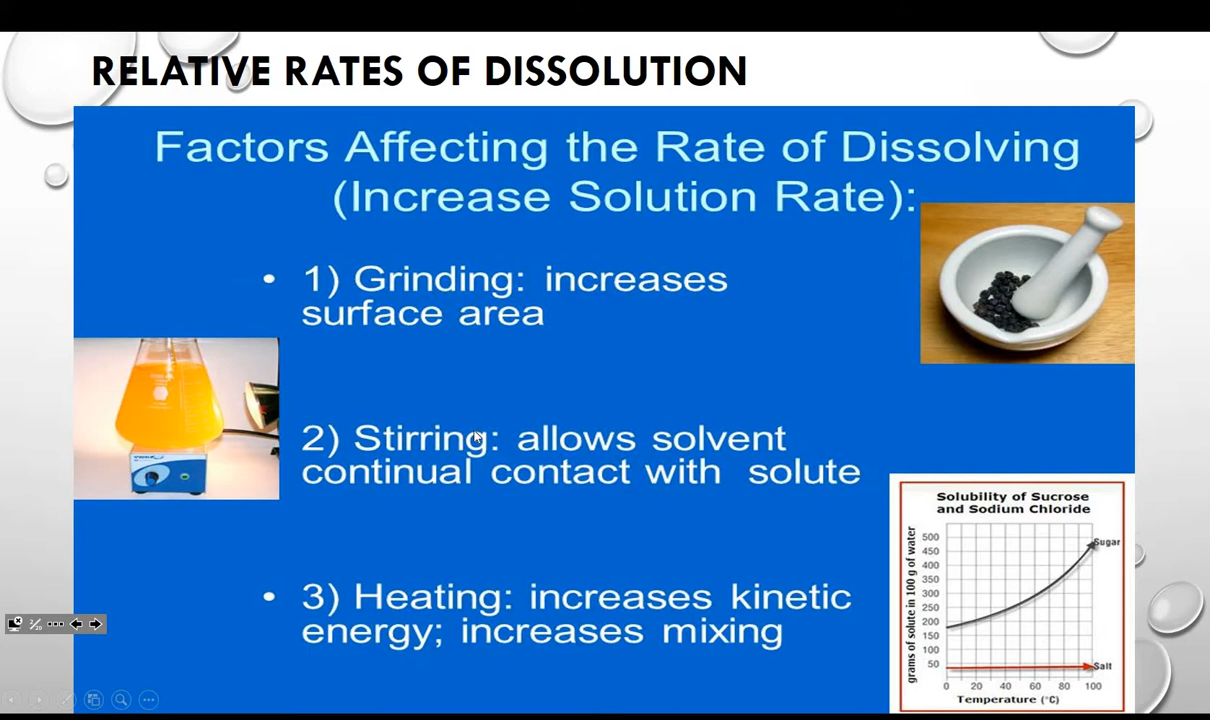 RELATIVE RATES OF DISSOLUTION
Factors Affecting the Rate of Dissolving
(Increase Solution Rate):
• 1) Grinding: increases
surface area
2) Stirring: allows solvent
continual contact with solute
• 3) Heating: increases kinetic
energy; increases mixing
Solubility of Sucrose
and Sodium Chloride
grams of solute in 100 g of water
500
450
400
350
300
250
200
150
100
50
Sugar
Salt
0 20 40 60 80 100
Temperature (°C)